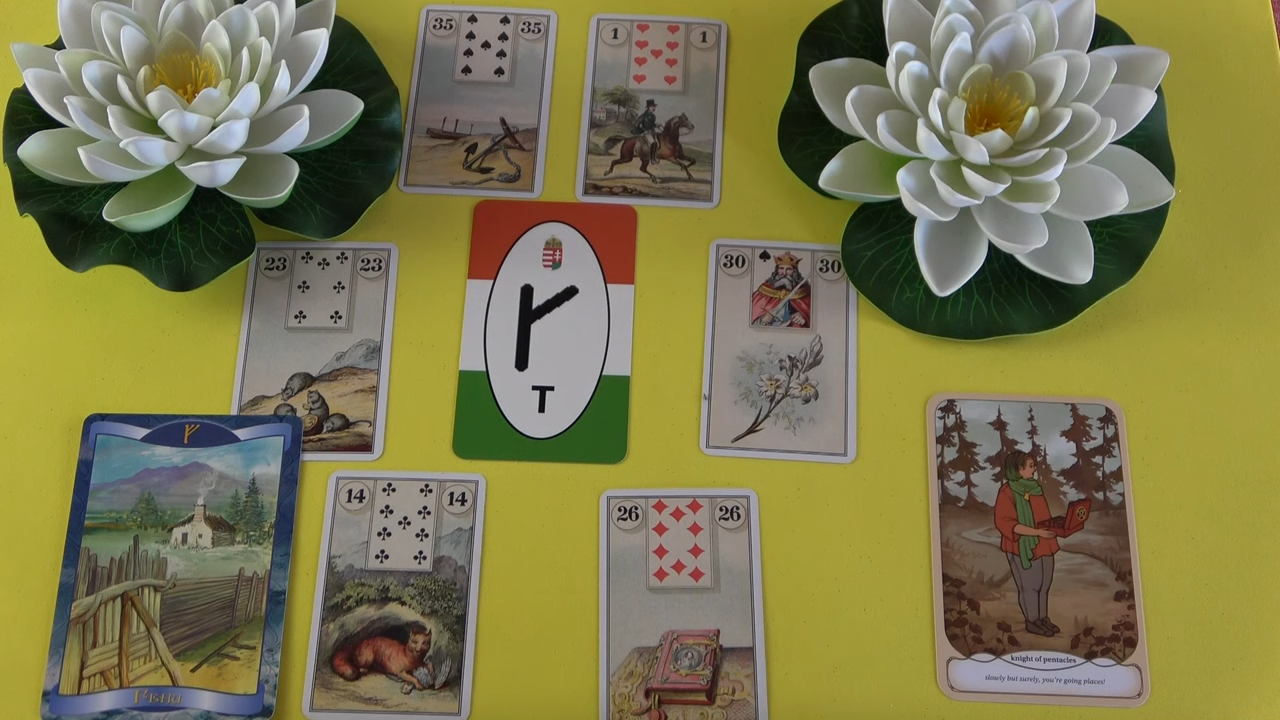 35 35
1 1
23 23
30 30
T
14 14
26 26
knight of pentacles
slowly but surely, you're going places!